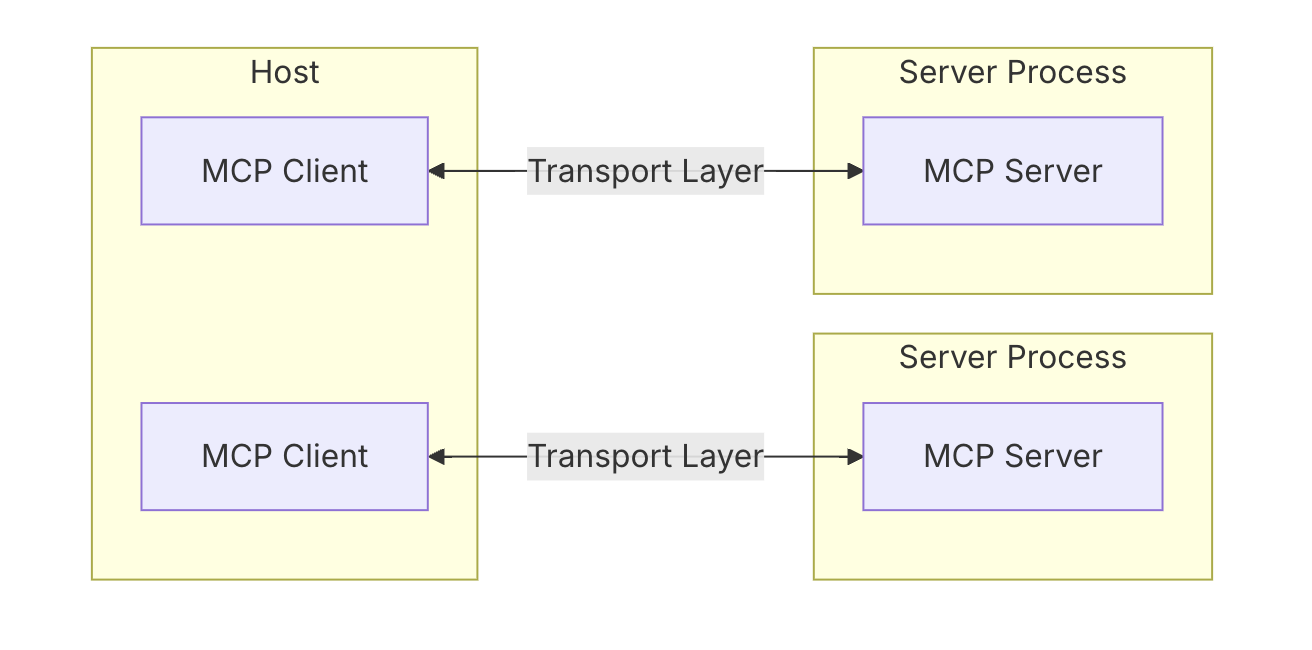 Host
Server Process
MCP Client
Transport Layer
MCP Server
Server Process
MCP Client
Transport Layer
MCP Server